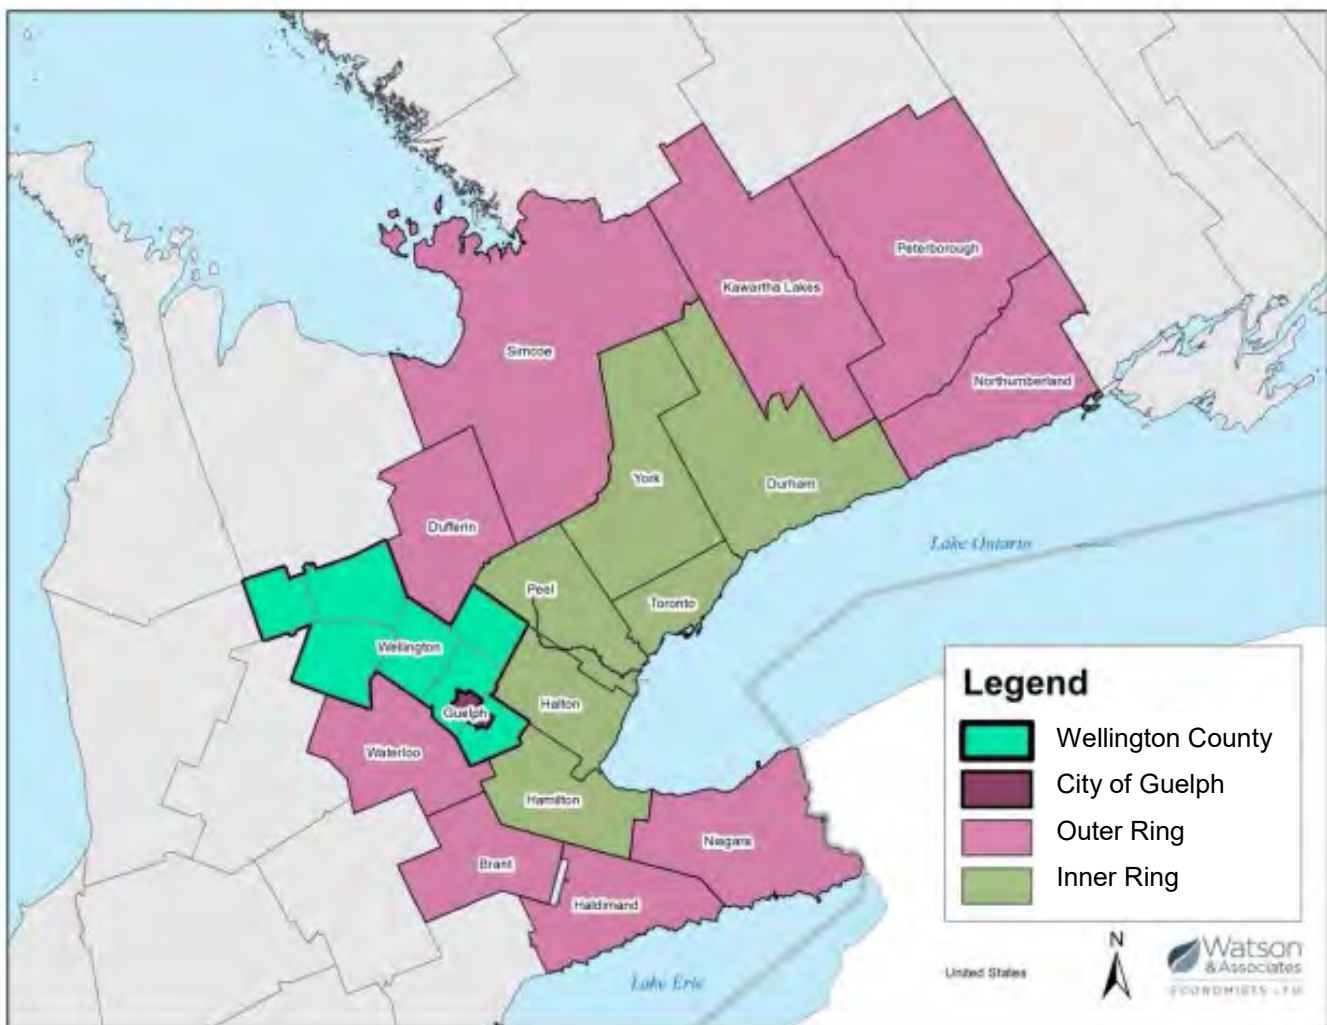 Peterborough
Kawartha Lakes
Simcoe
Northumberland
York
Durham
Dufferin
Lake Ontario
Peel
Toronto
Wellington
Halton
Guelph
Waterloo
Hamilton
Niagara
Brant
Haldimand
Lake Erie
Legend
Wellington County
City of Guelph
Outer Ring
Inner Ring
N
United States
Watson
& Associates
ECONOMISTS LTD.